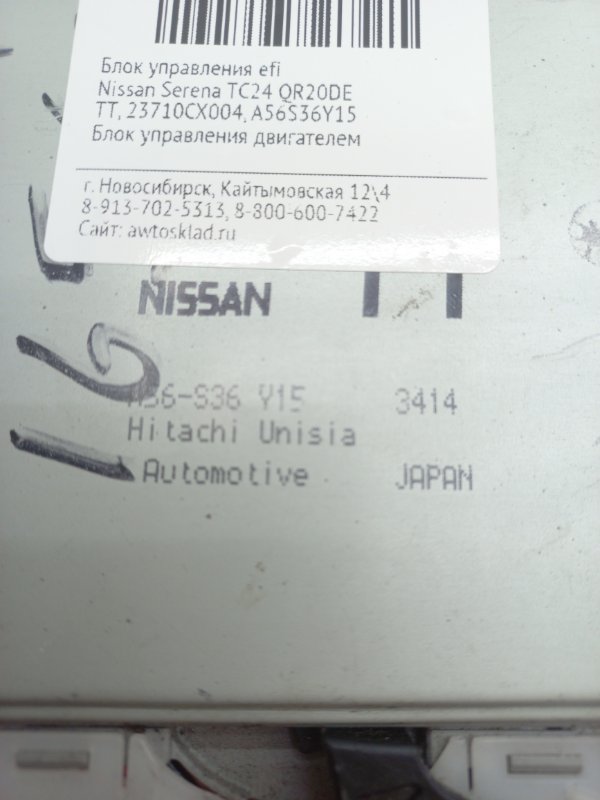 Блок управления efi
Nissan Serena TC24 QR20DE
TT, 23710CX004, A56S36Y15
Блок управления двигателем
г. Новосибирск, Кайтымовская 12\4
8-913-702-5313, 8-800-600-7422
Сайт: awtosklad.ru
NISSAN
A56-S36 Y15 3414
Hitachi Unisia
Automotive JAPAN